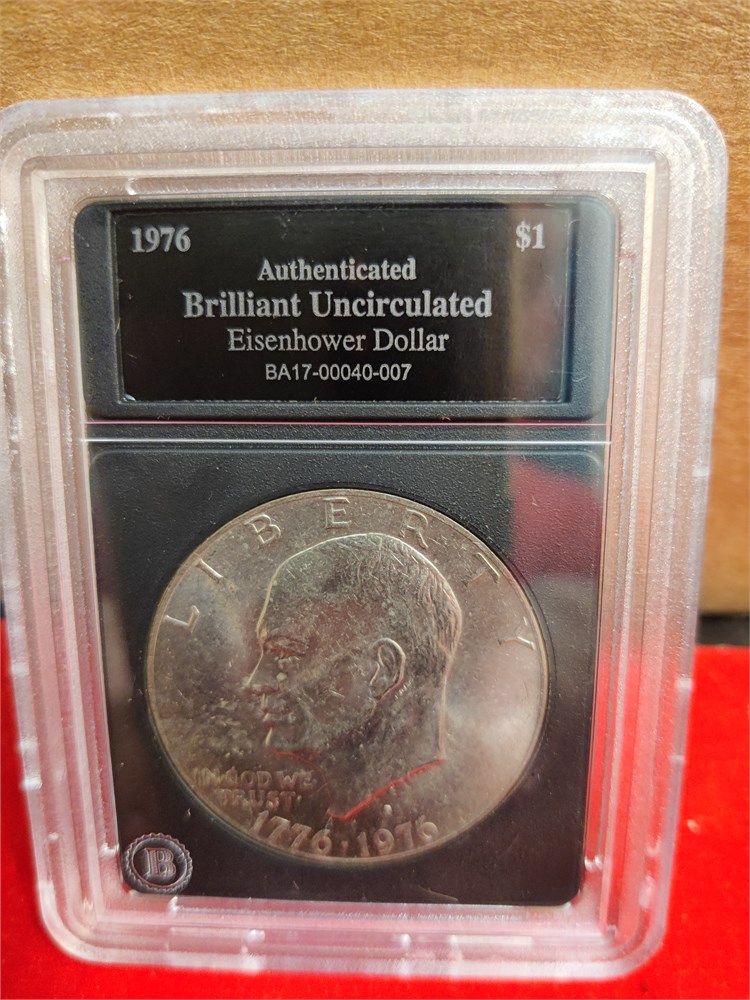 1976 $1
Authenticated
Brilliant Uncirculated
Eisenhower Dollar
BA17-00040-007
LIBERTY
IN GOD WE
TRUST
1776·1976
B